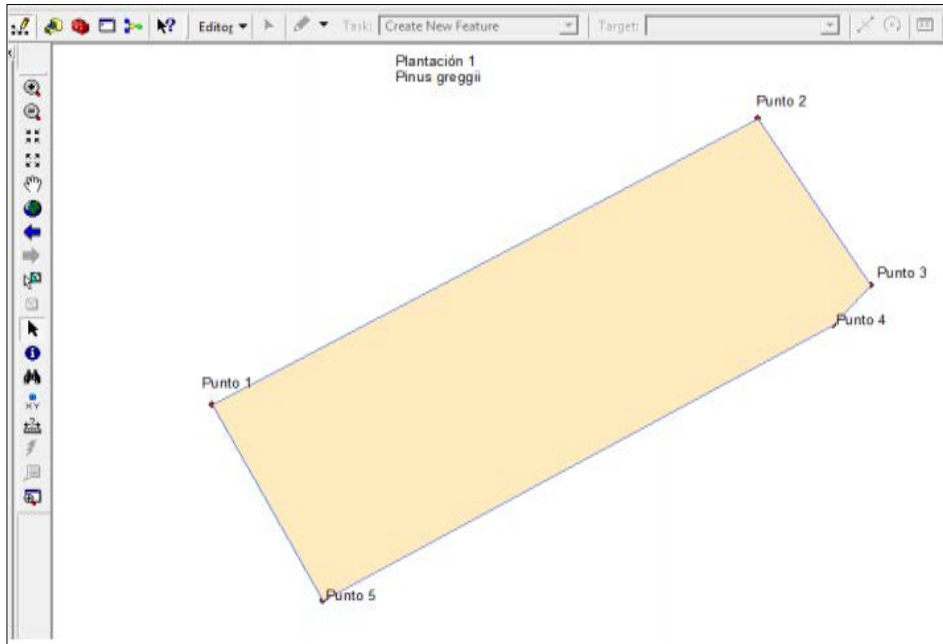 Editor Task: Create New Feature Target:
Plantación 1
Pinus greggii
Punto 2
Punto 3
Punto 4
Punto 1
Punto 5